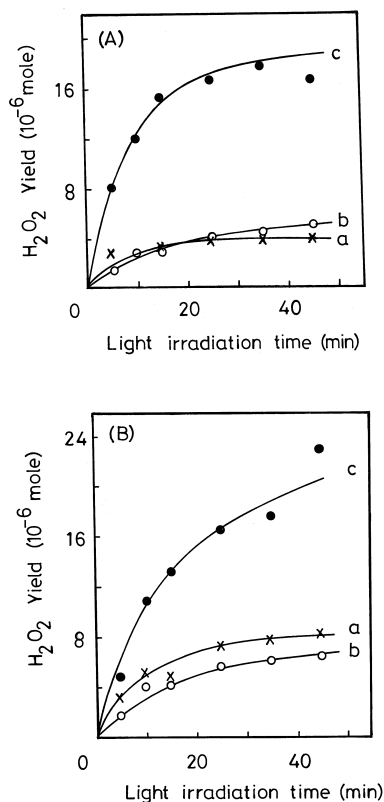 (A)
c
16
H2O2 Yield (10-6 mole)
8
b
a
0
20
40
Light irradiation time (min)
(B)
24
c
16
H2O2 Yield (10-6 mole)
8
a
b
0
20
40
Light irradiation time (min)